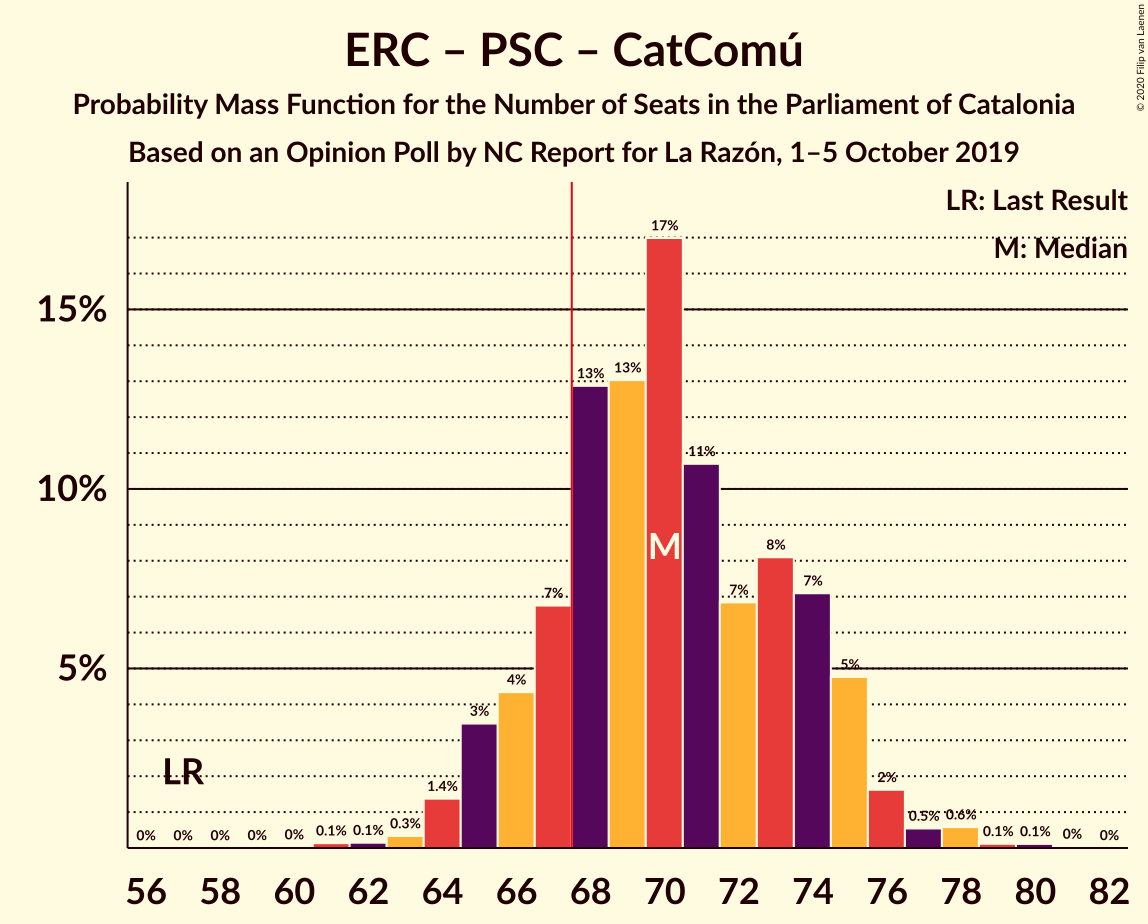 ERC – PSC – CatComú
Probability Mass Function for the Number of Seats in the Parliament of Catalonia
Based on an Opinion Poll by NC Report for La Razón, 1–5 October 2019
© 2020 Filip van Laenen
LR: Last Result
M: Median
15%
10%
5%
0% 0% 0% 0% 0% 0.1% 0.1% 0.3% 1.4% 3% 4% 7% 13% 13% 17% 11% 7% 8% 7% 5% 2% 0.5% 0.6% 0.1% 0.1% 0% 0%
LR
M
56 58 60 62 64 66 68 70 72 74 76 78 80 82